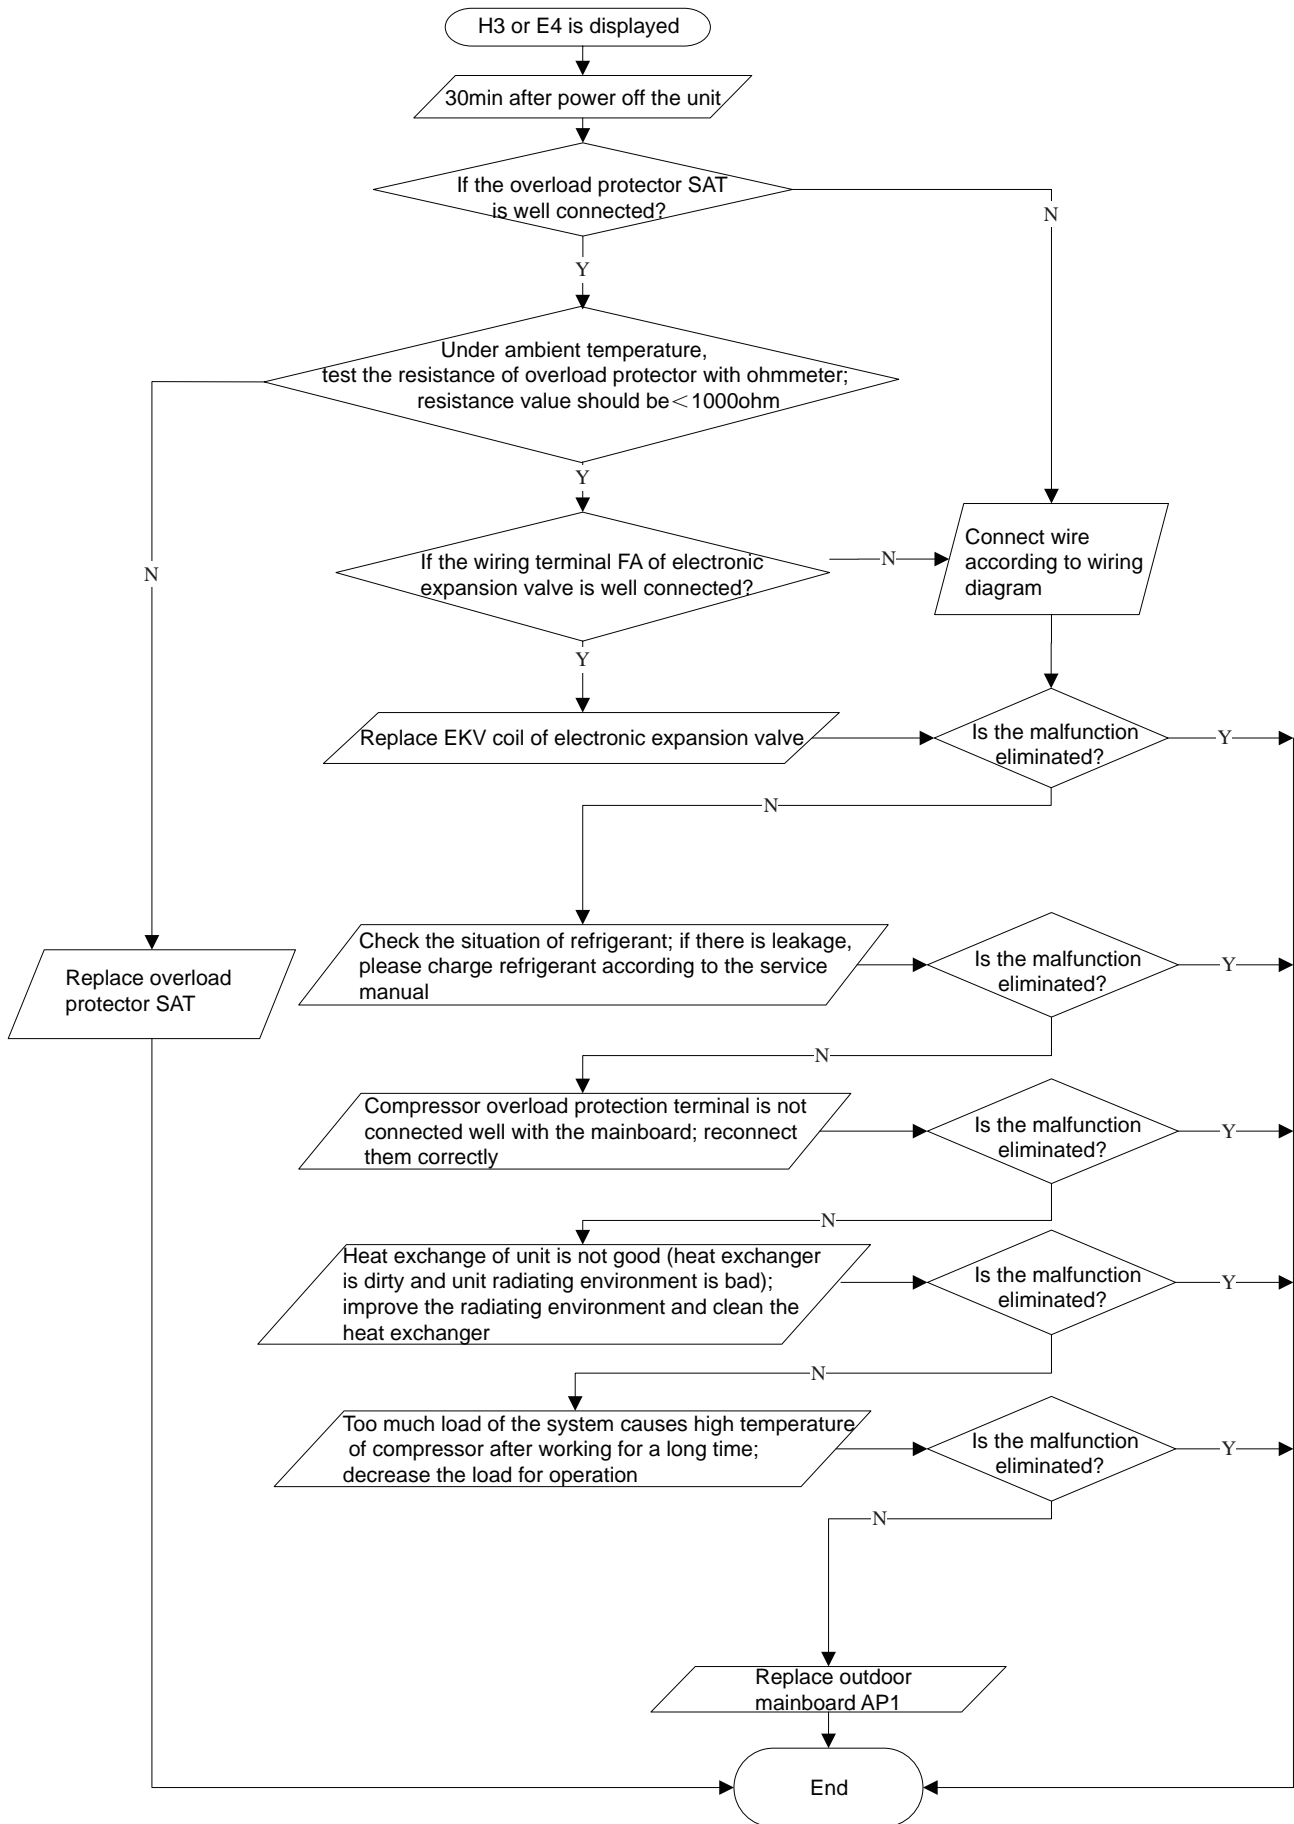 H3 or E4 is displayed
30min after power off the unit
If the overload protector SAT
is well connected?
N
Y
Under ambient temperature,
test the resistance of overload protector with ohmmeter;
resistance value should be＜1000ohm
Y
N
If the wiring terminal FA of electronic
expansion valve is well connected?
N
Connect wire
according to wiring
diagram
Y
Replace EKV coil of electronic expansion valve
Is the malfunction
eliminated?
Y
N
Check the situation of refrigerant; if there is leakage,
please charge refrigerant according to the service
manual
Is the malfunction
eliminated?
Y
Replace overload
protector SAT
N
Compressor overload protection terminal is not
connected well with the mainboard; reconnect
them correctly
Is the malfunction
eliminated?
Y
N
Heat exchange of unit is not good (heat exchanger
is dirty and unit radiating environment is bad);
improve the radiating environment and clean the
heat exchanger
Is the malfunction
eliminated?
Y
N
Too much load of the system causes high temperature
of compressor after working for a long time;
decrease the load for operation
Is the malfunction
eliminated?
Y
N
Replace outdoor
mainboard AP1
End